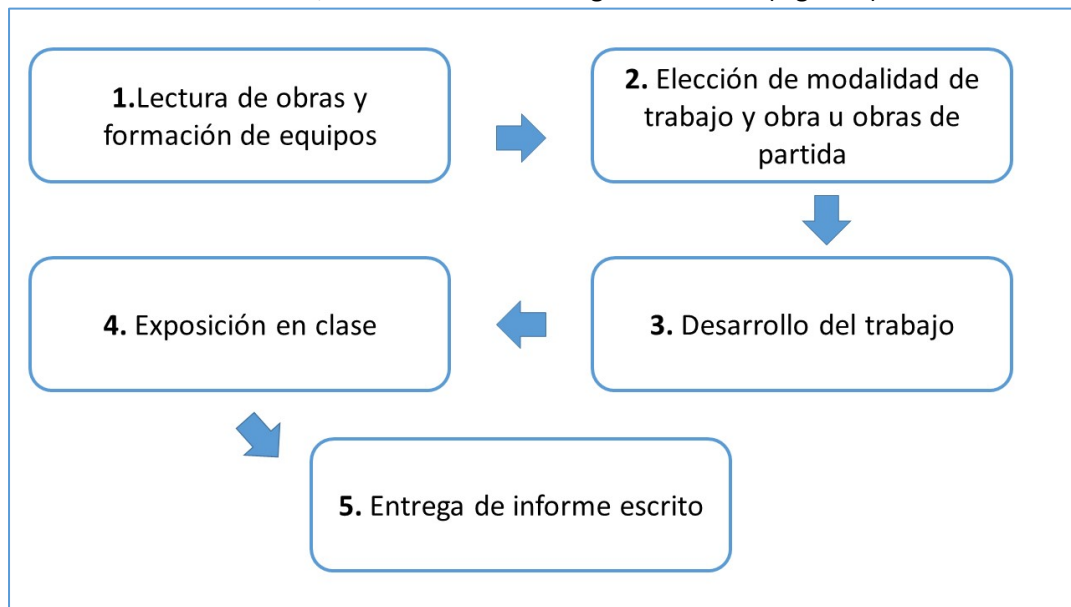 1.Lectura de obras y
formación de equipos
2. Elección de modalidad de
trabajo y obra u obras de
partida
4. Exposición en clase
3. Desarrollo del trabajo
5. Entrega de informe escrito